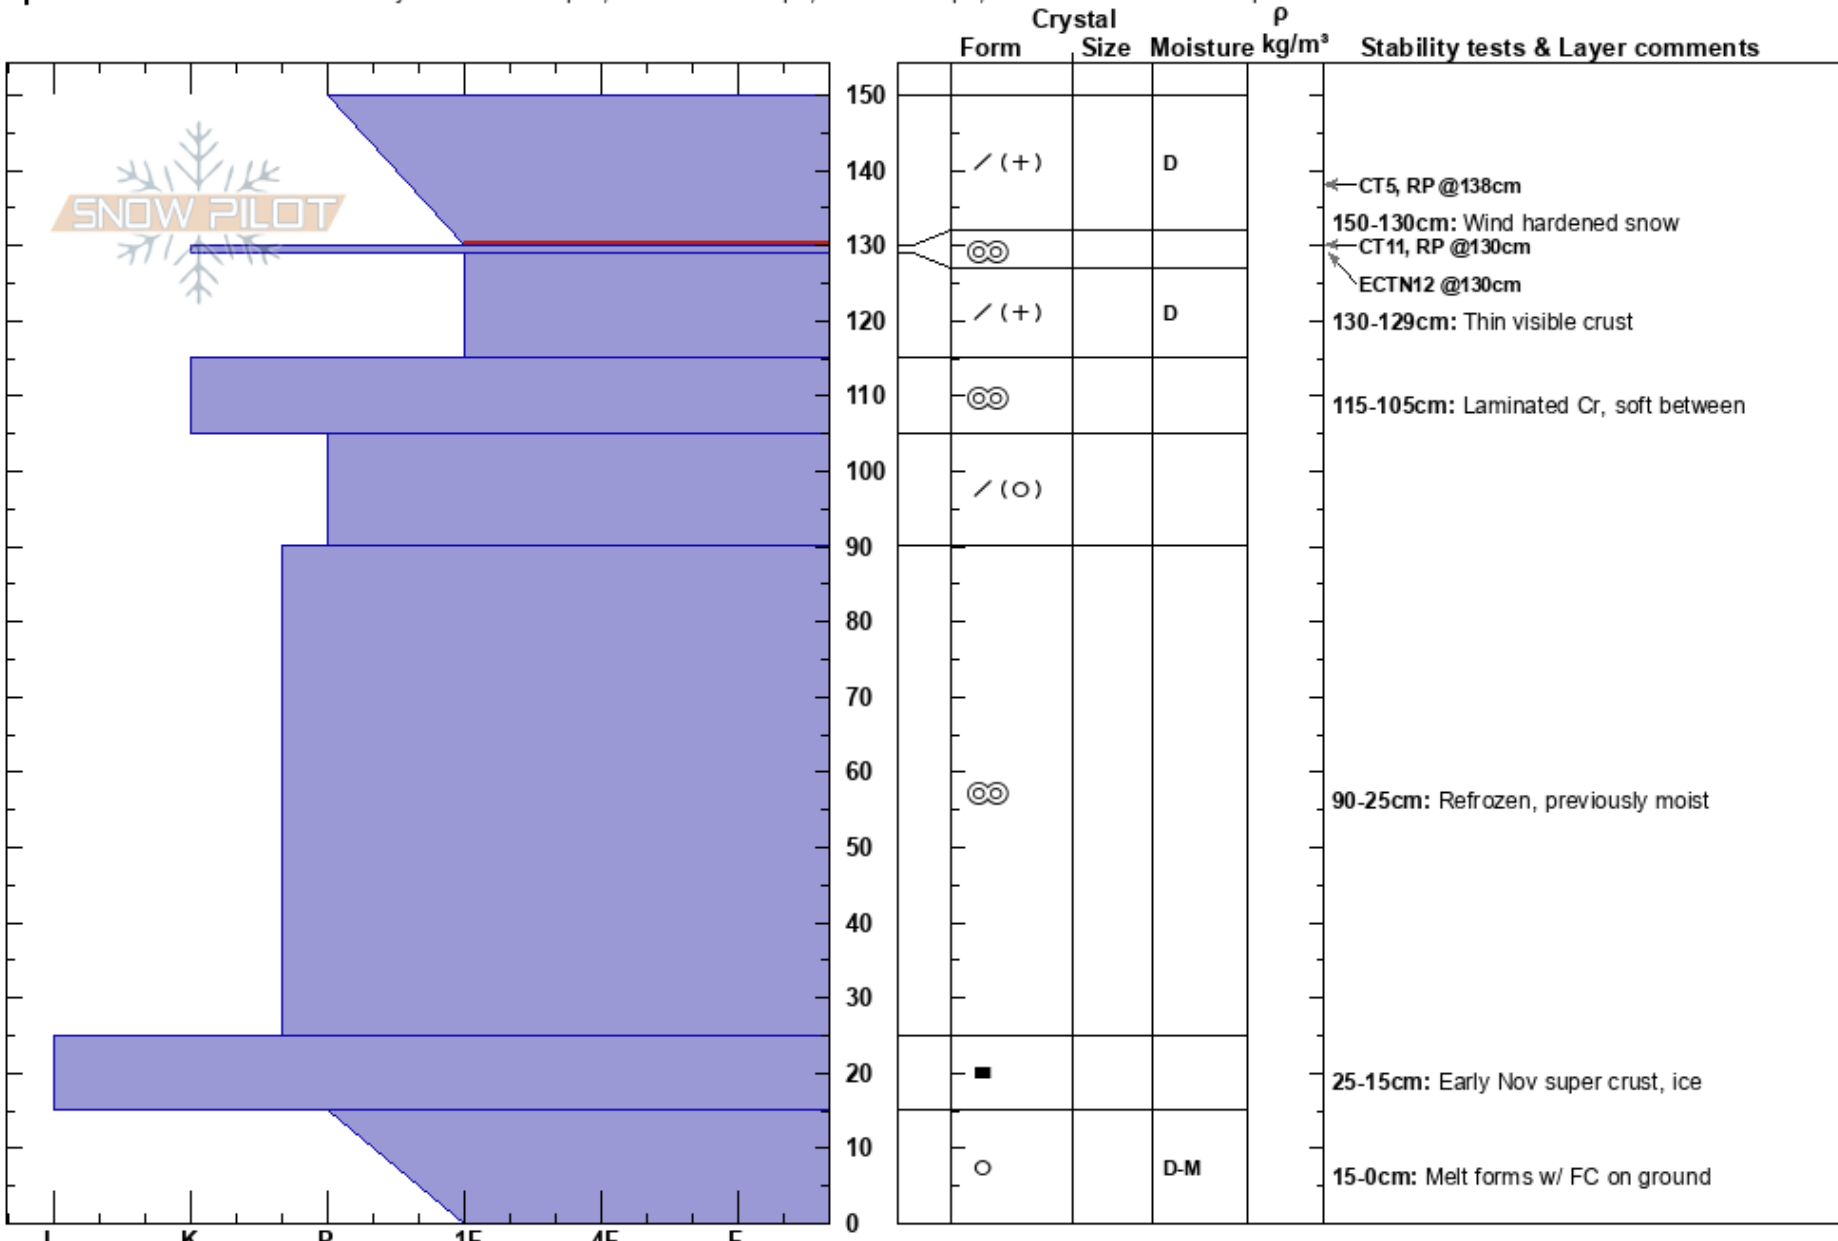 Crystal
ρ
Form Size Moisture kg/m³ Stability tests & Layer comments
150
SNOW PILOT
/ (+) D
140
CT5, RP @138cm
150-130cm: Wind hardened snow
130
CT11, RP @130cm
ECTN12 @130cm
/ (+) D
120
130-129cm: Thin visible crust
110
115-105cm: Laminated Cr, soft between
100
/ (o)
90
80
70
60
90-25cm: Refrozen, previously moist
50
40
30
20
25-15cm: Early Nov super crust, ice
10
D-M
15-0cm: Melt forms w/ FC on ground
0
I K P 1F 4F F